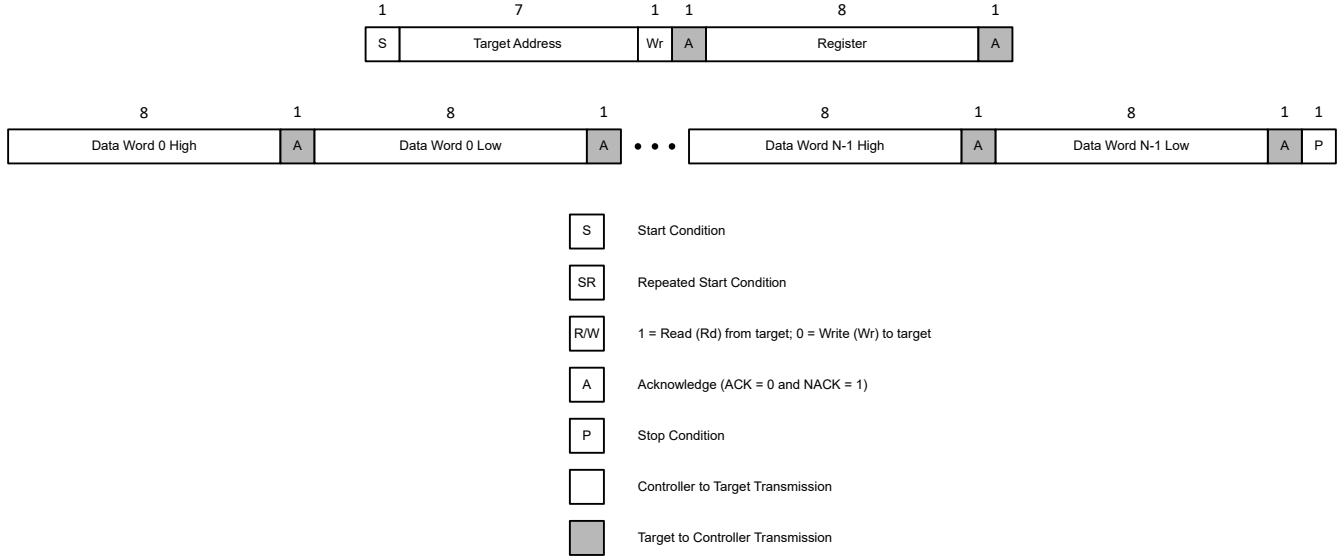 1 7 1 1 8 1
S Target Address Wr A Register A
8 1 8 1 8 1 8 1 1
Data Word 0 High A Data Word 0 Low A • • • Data Word N-1 High A Data Word N-1 Low A P
S Start Condition
SR Repeated Start Condition
R/W 1 = Read (Rd) from target; 0 = Write (Wr) to target
A Acknowledge (ACK = 0 and NACK = 1)
P Stop Condition
Controller to Target Transmission
Target to Controller Transmission